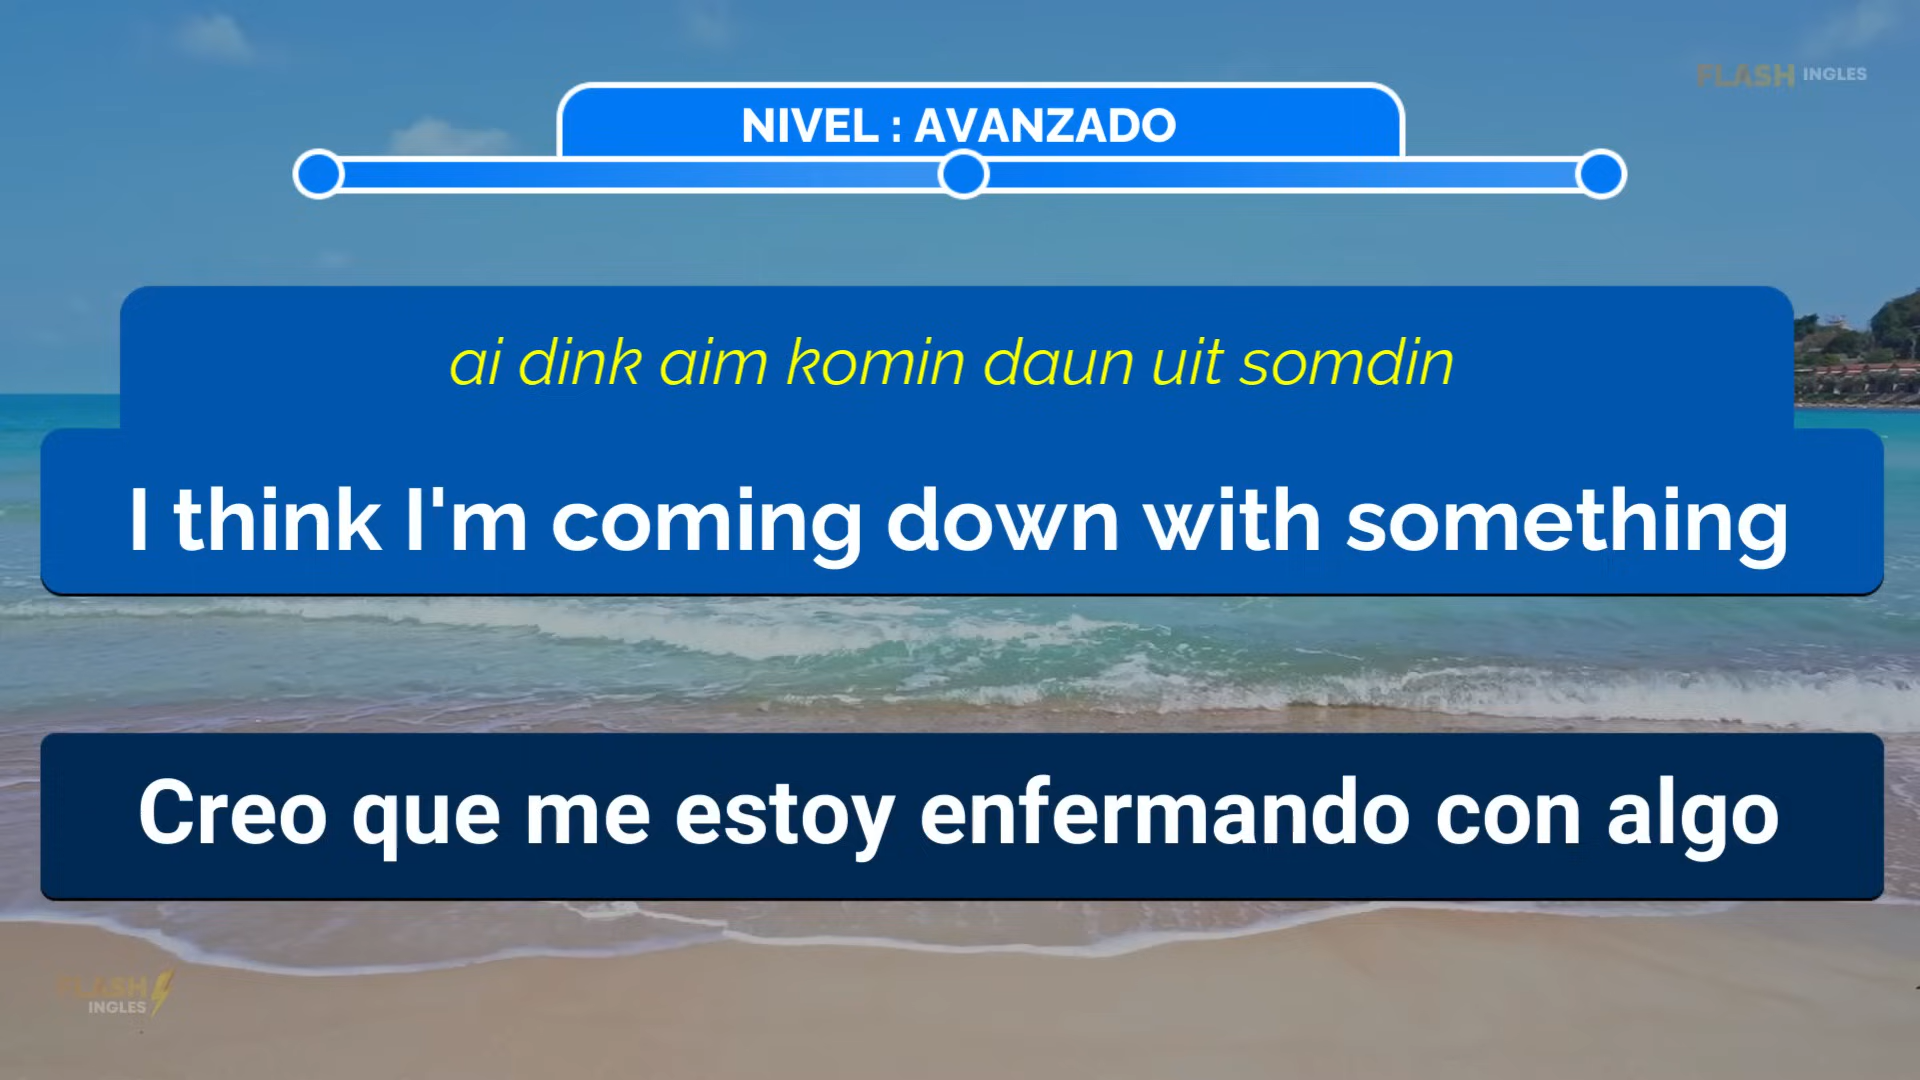 FLASH INGLES
NIVEL : AVANZADO
ai dink aim komin daun uit somdin
I think I'm coming down with something
Creo que me estoy enfermando con algo
FLASH
INGLES